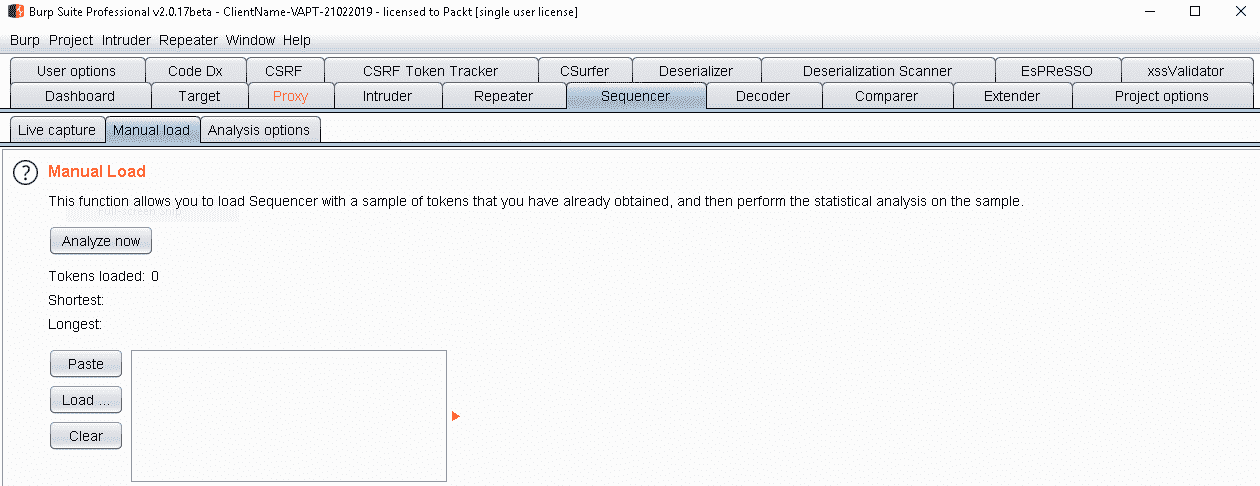 Burp Suite Professional v2.0.17beta - ClientName-VAPT-21022019 - licensed to Packt [single user license]
Burp Project Intruder Repeater Window Help
User options Code Dx CSRF CSRF Token Tracker CSurfer Deserializer Deserialization Scanner EsPReSSO xssValidator
Dashboard Target Proxy Intruder Repeater Sequencer Decoder Comparer Extender Project options
Live capture Manual load Analysis options
? Manual Load
This function allows you to load Sequencer with a sample of tokens that you have already obtained, and then perform the statistical analysis on the sample.
Analyze now
Tokens loaded: 0
Shortest:
Longest:
Paste
Load ...
Clear